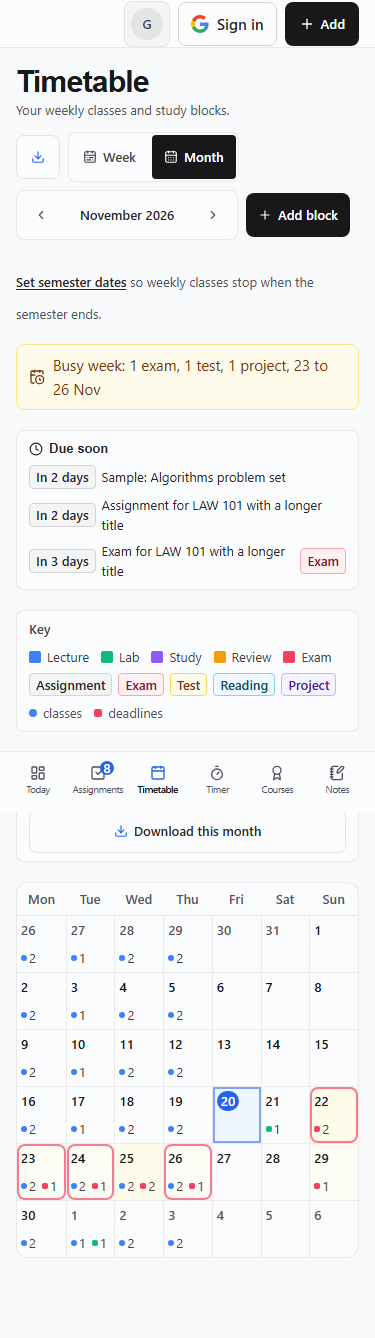 G
Sign in
Add
Timetable
Your weekly classes and study blocks.
Week
Month
November 2026
Add block
Set semester dates so weekly classes stop when the
semester ends.
Busy week: 1 exam, 1 test, 1 project, 23 to
26 Nov
Due soon
In 2 days Sample: Algorithms problem set
In 2 days Assignment for LAW 101 with a longer
title
In 3 days Exam for LAW 101 with a longer
title
Exam
Key
Lecture Lab Study Review Exam
Assignment Exam Test Reading Project
classes deadlines
8
Today Assignments Timetable Timer Courses Notes
Download this month
Mon Tue Wed Thu Fri Sat Sun
26 27 28 29 30 31 1
2 1 2 2
2 3 4 5 6 7 8
2 1 2 2
9 10 11 12 13 14 15
2 1 2 2
16 17 18 19 20 21 22
2 1 2 2 1 2
23 24 25 26 27 28 29
2 1 2 1 2 2 2 1 1
30 1 2 3 4 5 6
2 1 1 2 2